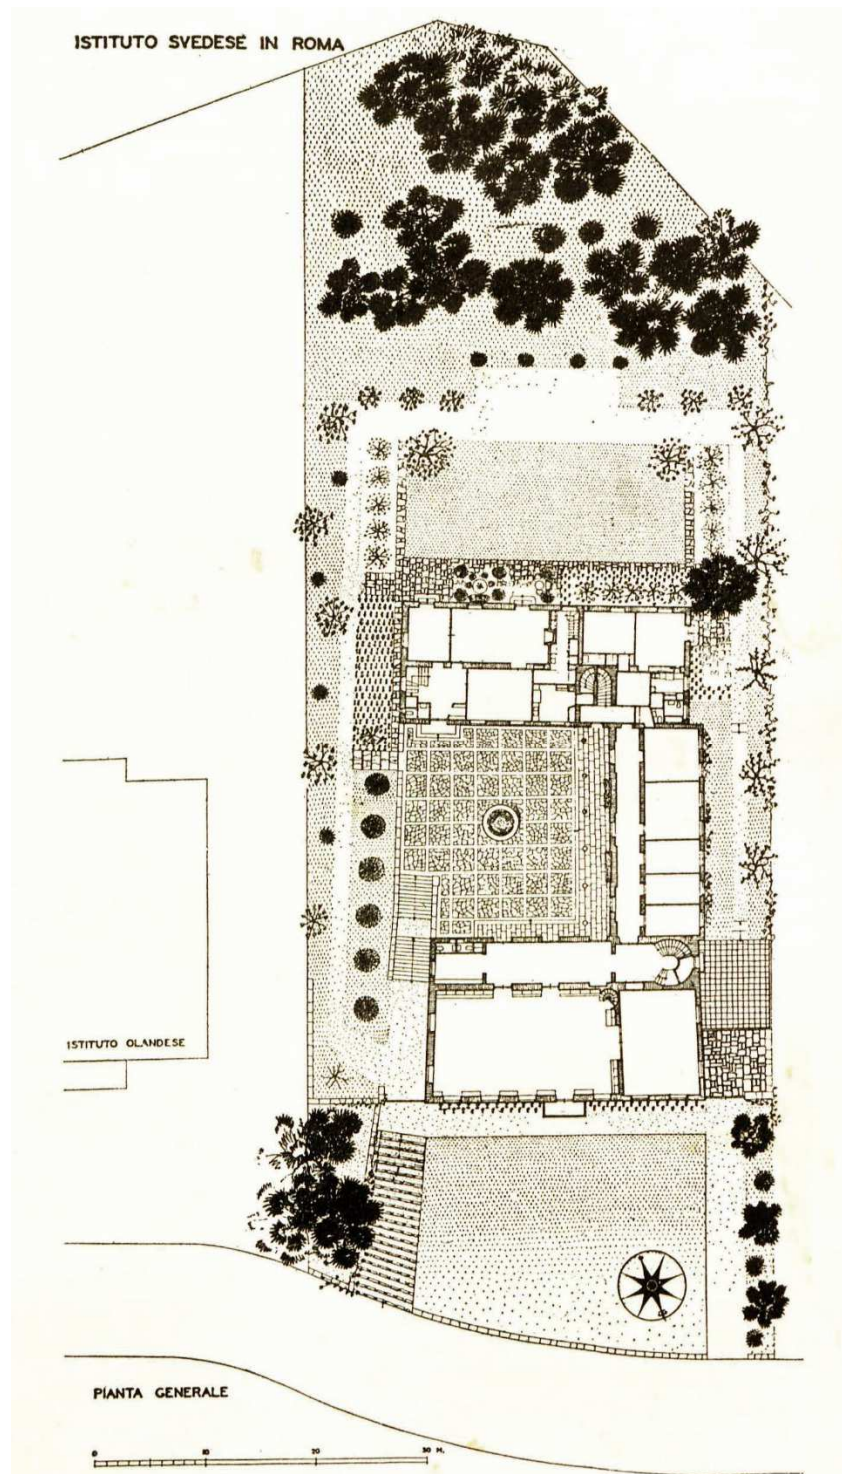 ISTITUTO SVEDESE IN ROMA
ISTITUTO OLANDESE
PIANTA GENERALE
0 10 20 30 M.